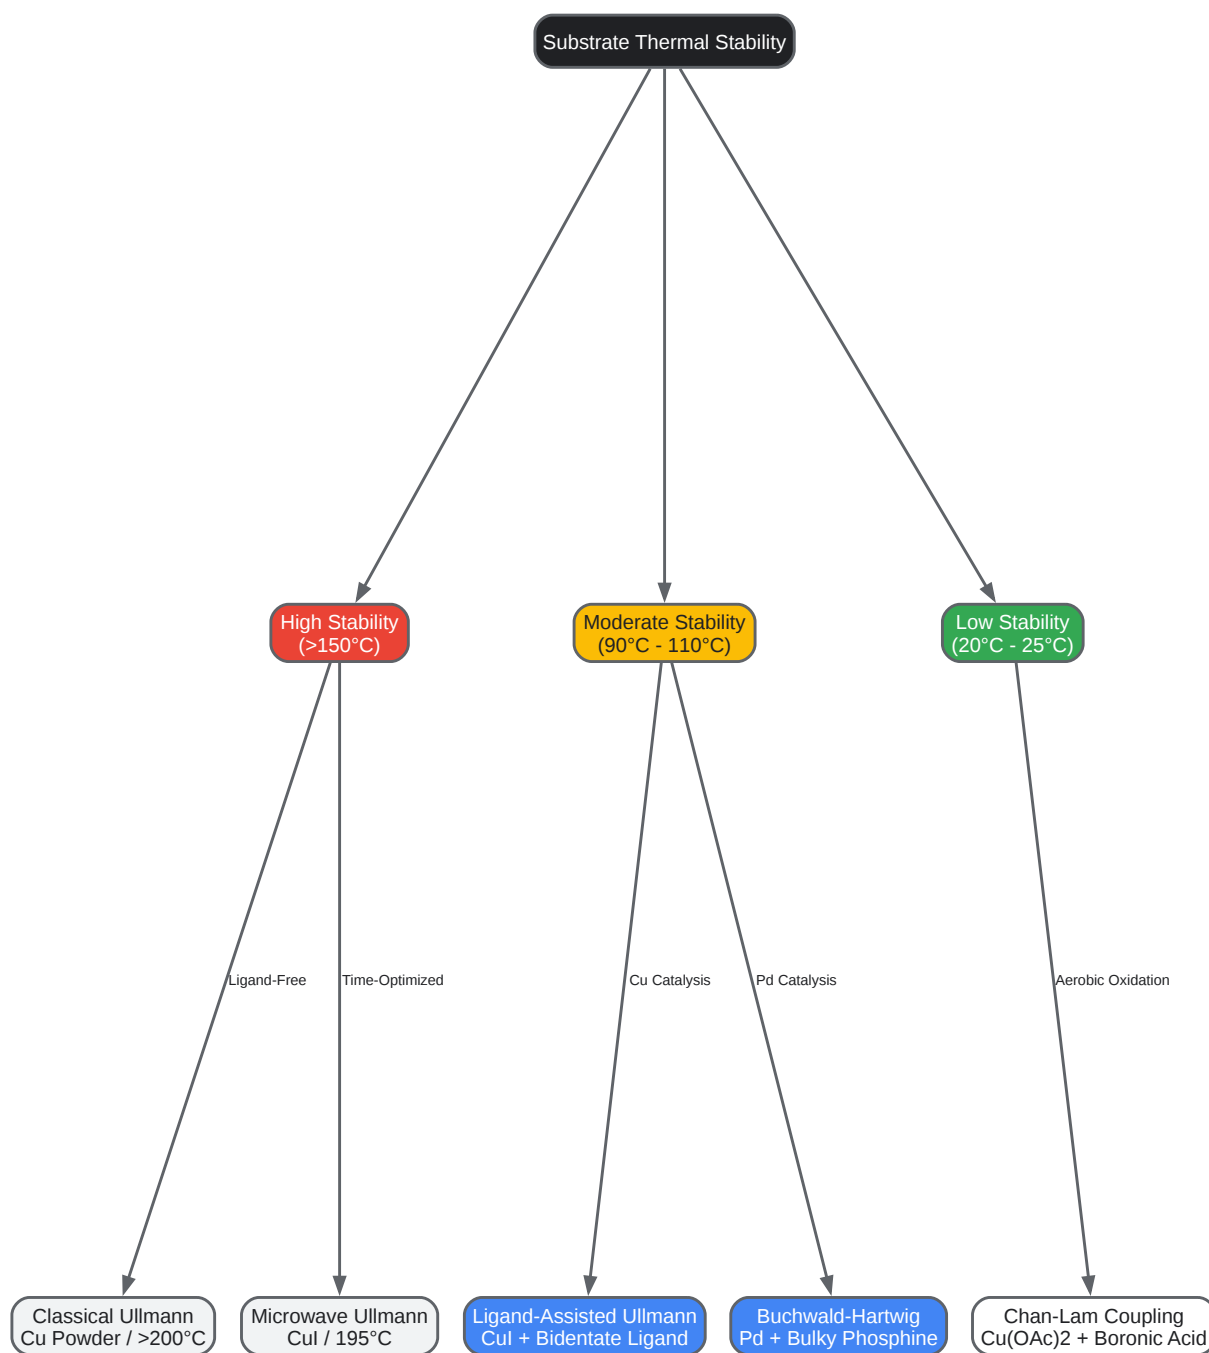 Substrate Thermal Stability
High Stability
(>150°C)
Moderate Stability
(90°C - 110°C)
Low Stability
(20°C - 25°C)
Ligand-Free
Time-Optimized
Cu Catalysis
Pd Catalysis
Aerobic Oxidation
Classical Ullmann
Cu Powder / >200°C
Microwave Ullmann
CuI / 195°C
Ligand-Assisted Ullmann
CuI + Bidentate Ligand
Buchwald-Hartwig
Pd + Bulky Phosphine
Chan-Lam Coupling
Cu(OAc)2 + Boronic Acid